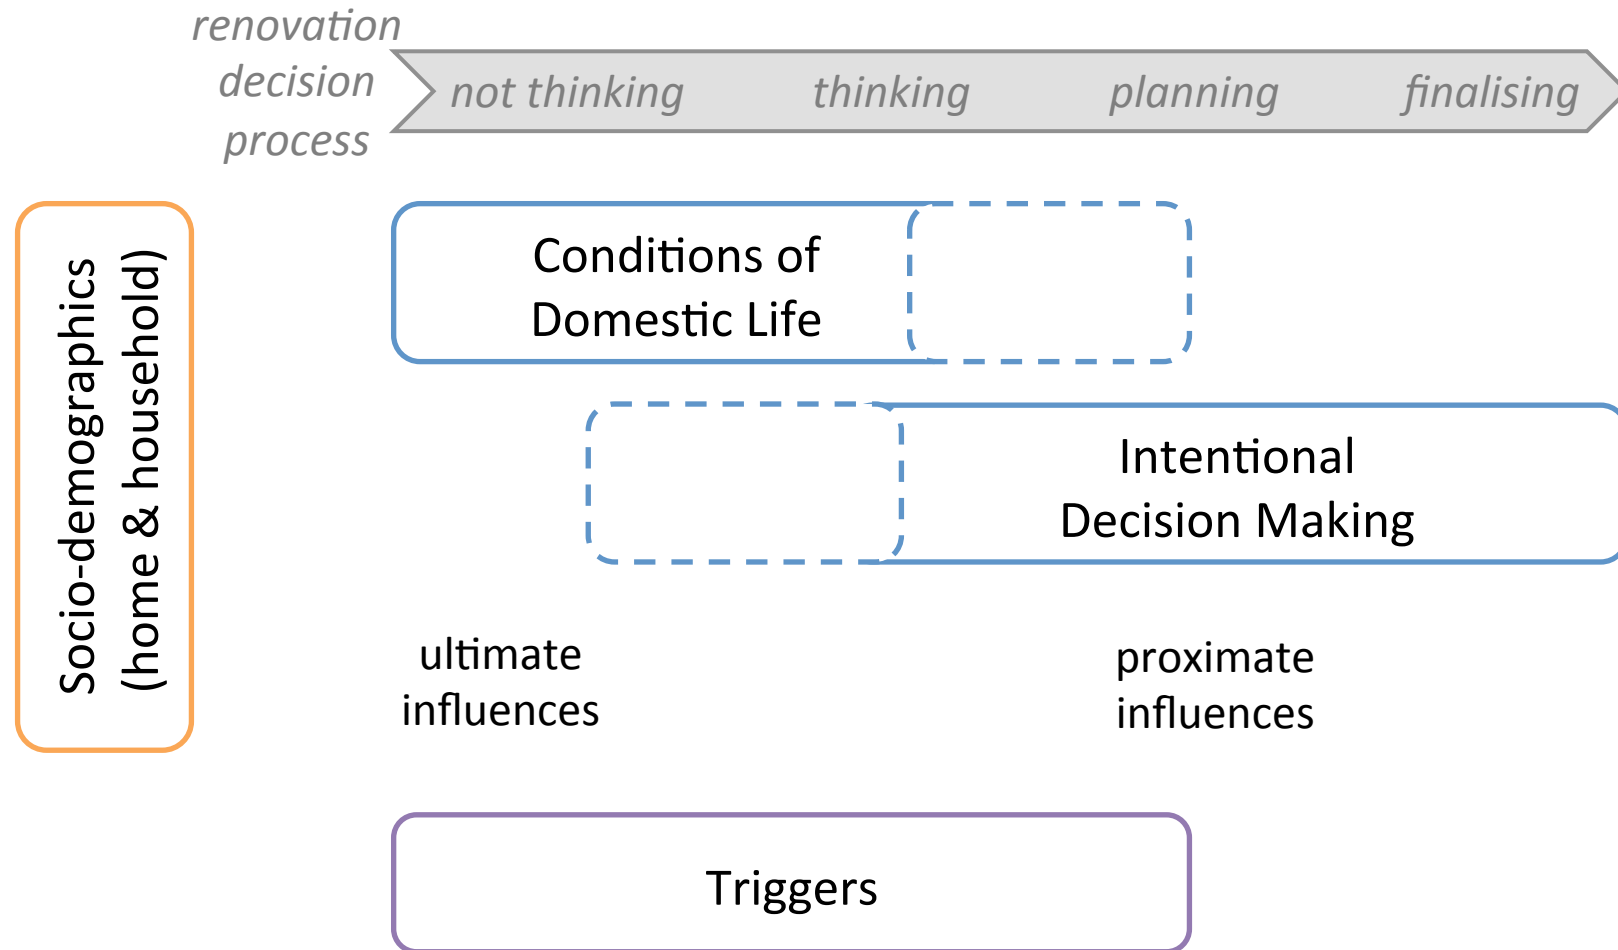 renovation
decision
process
not thinking thinking planning finalising
Socio-demographics
(home & household)
Conditions of
Domestic Life
Intentional
Decision Making
ultimate
influences
proximate
influences
Triggers